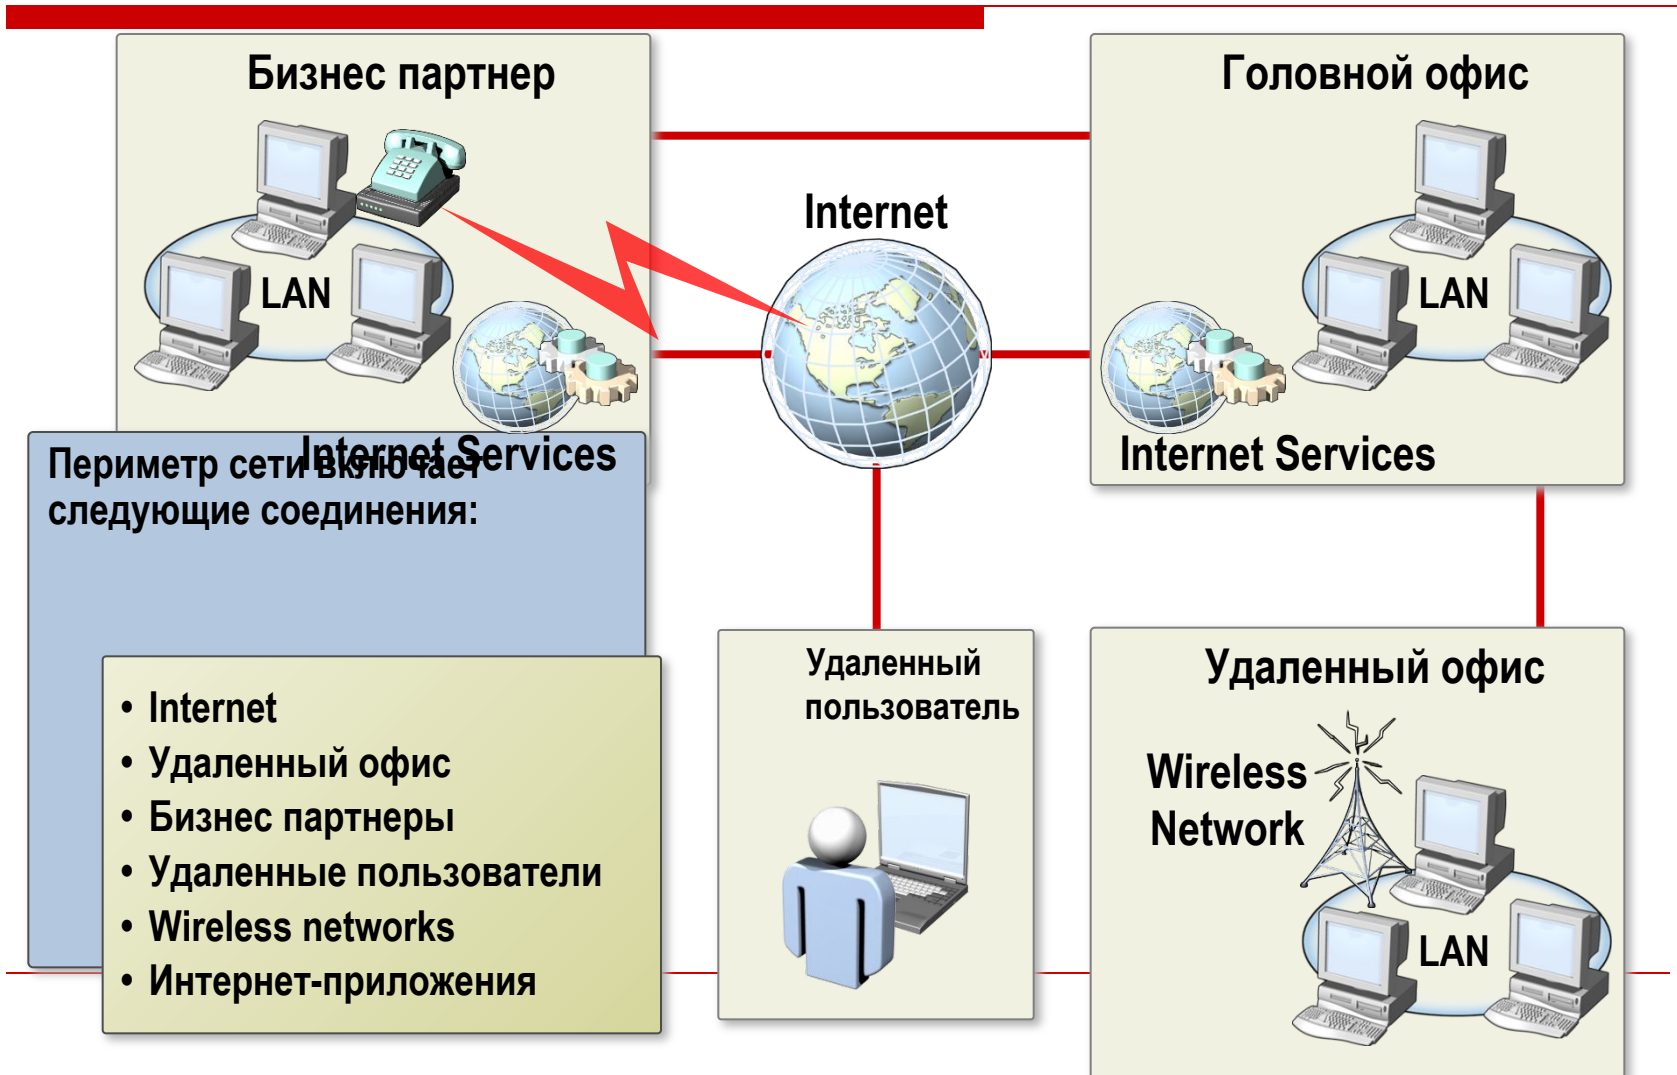 Бизнес партнер
LAN
Internet Services
Internet
Головной офис
LAN
Internet Services
Периметр сети включает
следующие соединения:
• Internet
• Удаленный офис
• Бизнес партнеры
• Удаленные пользователи
• Wireless networks
• Интернет-приложения
Удаленный
пользователь
Удаленный офис
Wireless
Network
LAN